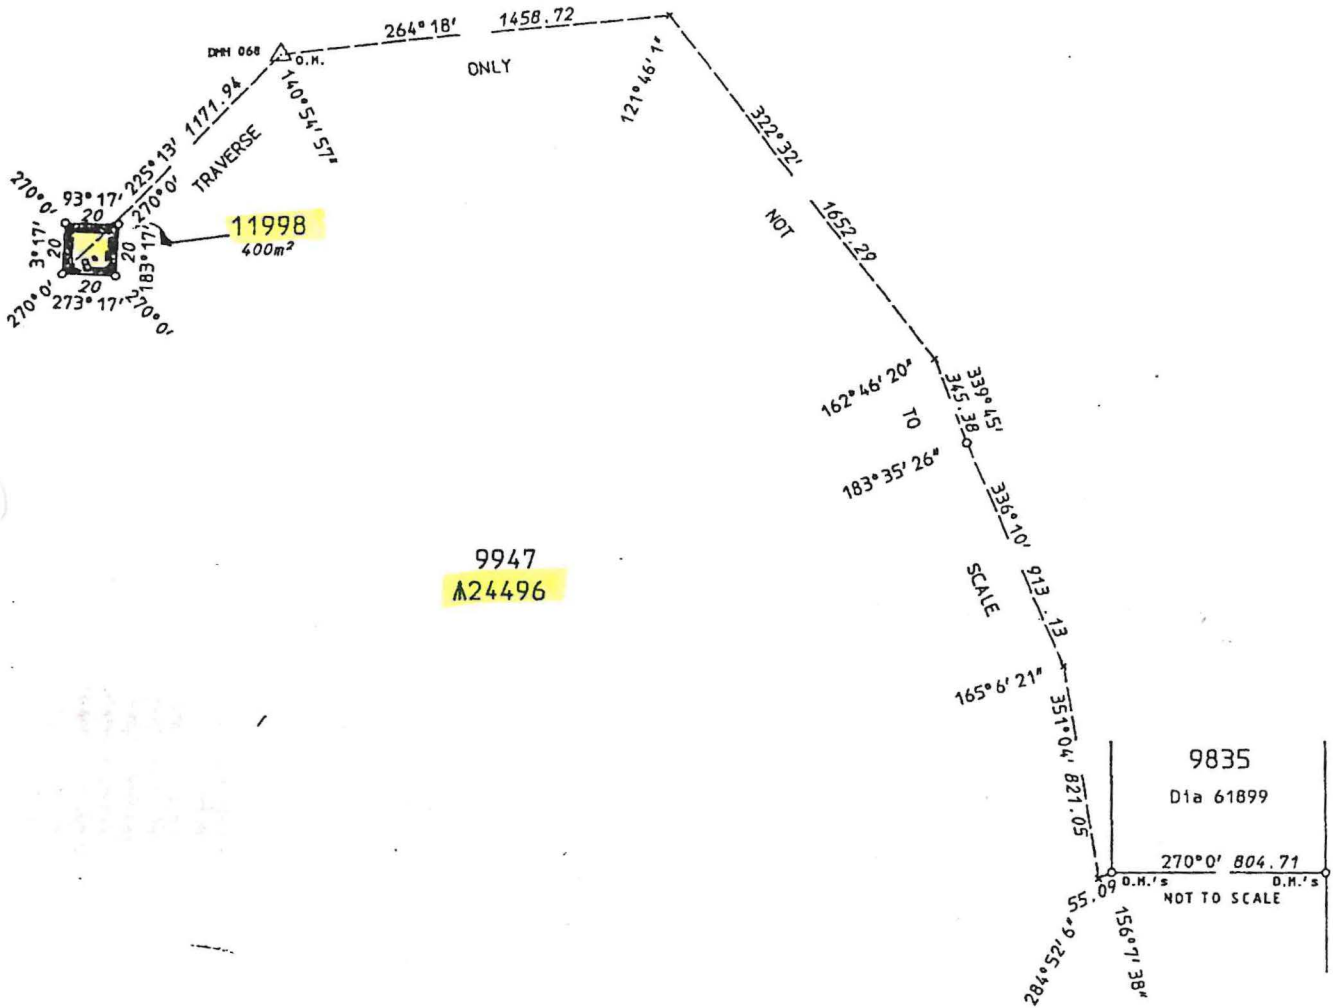 264°18' 1458.72
DMH 068
O.M.
ONLY
121°46'1"
140°54'57"
225°13' 1171.94
TRAVERSE
322°32'
1652.29
NOT
270°0'
93°17'
20
270°0'
11998
400m²
3°17'
20
20
183°17'
20
270°0'
273°17'
270°0'
162°46'20"
339°45'
345.38
TO
183°35'26"
336°10'
913.13
SCALE
9947
24496
165°6'21"
351°04' 821.05
9835
Dia 61899
270°0' 804.71
O.M.'s
O.M.'s
NOT TO SCALE
55.09
284°52'6"
156°7'38"